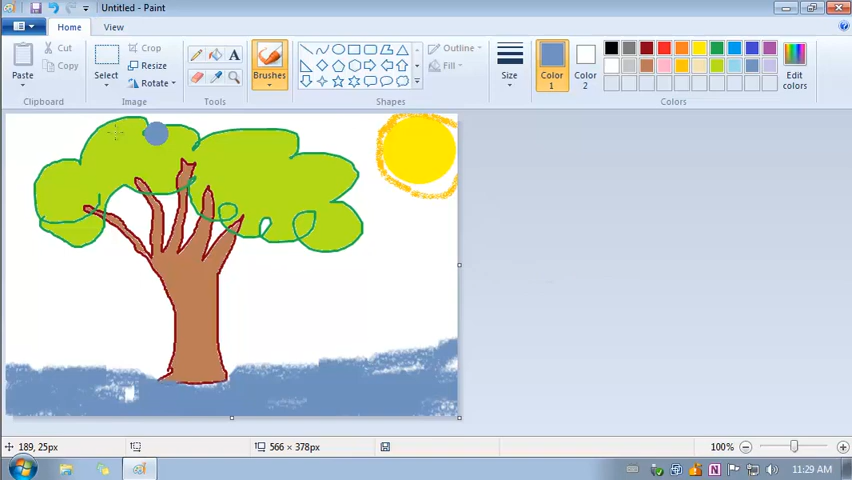 Untitled - Paint
Home View
Paste Cut Copy
Select Crop Resize Rotate
A
Brushes
Outline Fill
Size
Color 1
Color 2
Edit colors
Clipboard Image Tools Shapes Colors
189, 25px 566 × 378px 100%
N 11:29 AM